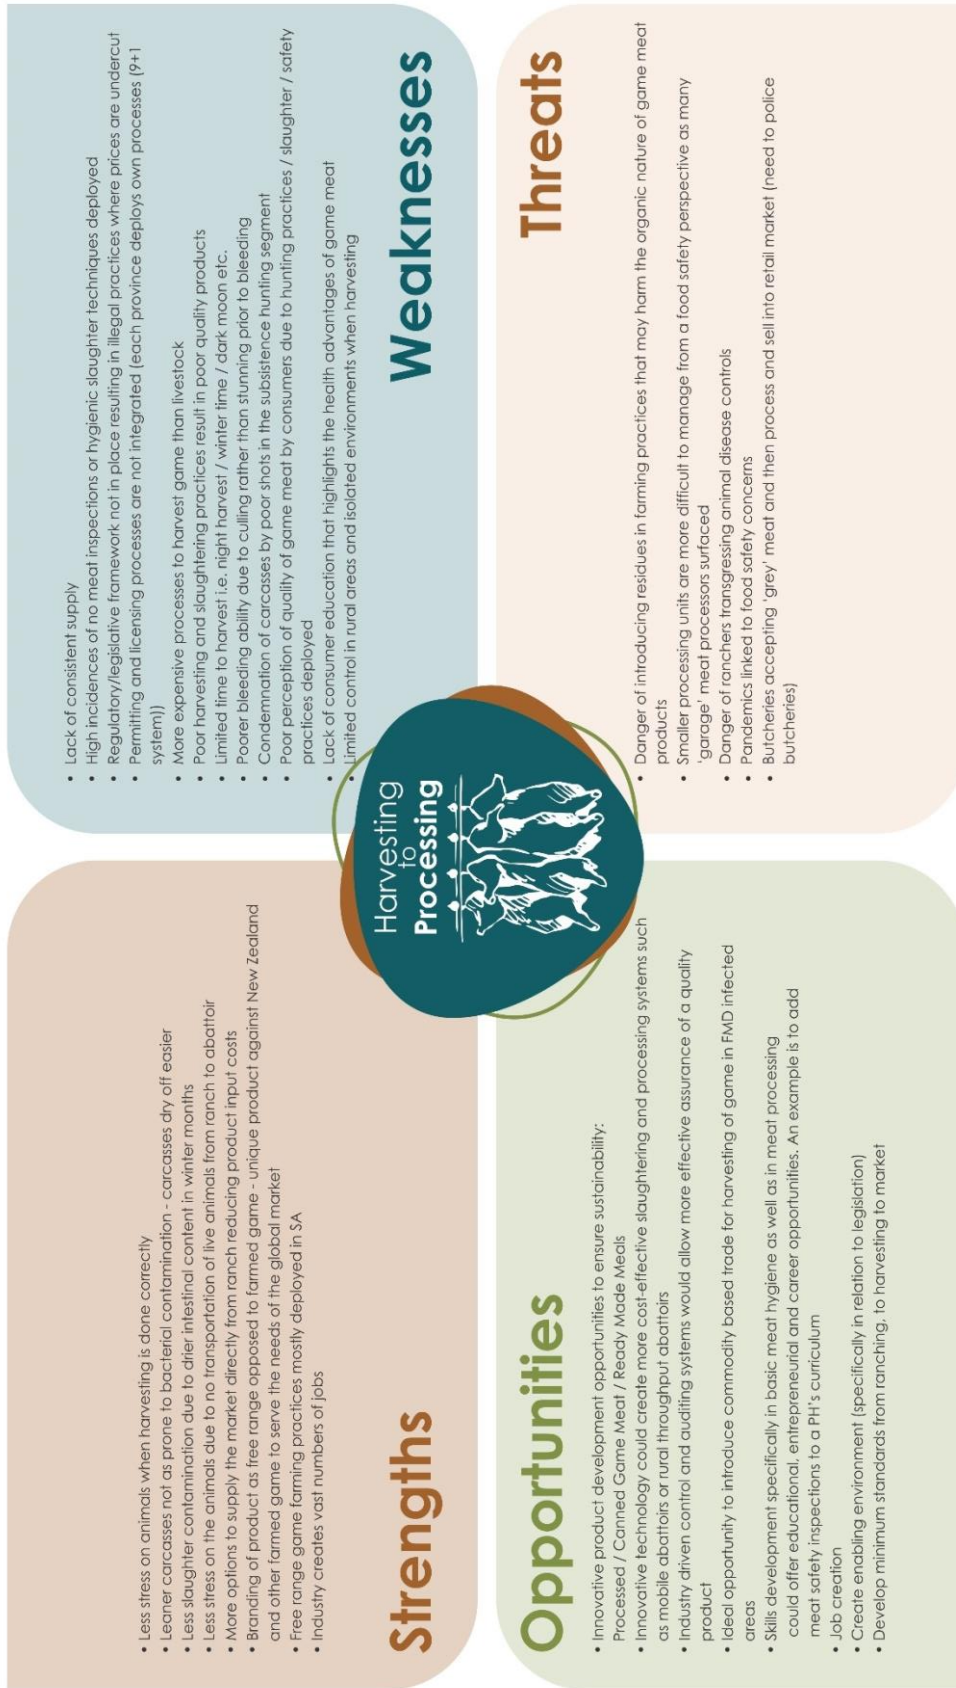 Strengths
• Less stress on animals when harvesting is done correctly
• Leaner carcasses not as prone to bacterial contamination - carcasses dry off easier
• Less slaughter contamination due to drier intestinal content in winter months
• Less stress on the animals due to no transportation of live animals from ranch to abattoir
• More options to supply the market directly from ranch reducing product input costs
• Branding of product as free range opposed to farmed game - unique product against New Zealand
and other farmed game to serve the needs of the global market
• Free range game farming practices mostly deployed in SA
• Industry creates vast numbers of jobs
• Lack of consistent supply
• High incidences of no meat inspections or hygienic slaughter techniques deployed
• Regulatory/legislative framework not in place resulting in illegal practices where prices are undercut
• Permitting and licensing processes are not integrated (each province deploys own processes (9+1
system))
• More expensive processes to harvest game than livestock
• Poor harvesting and slaughtering practices result in poor quality products
• Limited time to harvest i.e. night harvest / winter time / dark moon etc.
• Poorer bleeding ability due to culling rather than stunning prior to bleeding
• Condemnation of carcasses by poor shots in the subsistence hunting segment
• Poor perception of quality of game meat by consumers due to hunting practices / slaughter / safety
practices deployed
• Lack of consumer education that highlights the health advantages of game meat
• Limited control in rural areas and isolated environments when harvesting
Weaknesses
Harvesting
to
Processing
Opportunities
• Innovative product development opportunities to ensure sustainability:
Processed / Canned Game Meat / Ready Made Meals
• Innovative technology could create more cost-effective slaughtering and processing systems such
as mobile abattoirs or rural throughput abattoirs
• Industry driven control and auditing systems would allow more effective assurance of a quality
product
• Ideal opportunity to introduce commodity based trade for harvesting of game in FMD infected
areas
• Skills development specifically in basic meat hygiene as well as in meat processing
could offer educational, entrepreneurial and career opportunities. An example is to add
meat safety inspections to a PH's curriculum
• Job creation
• Create enabling environment (specifically in relation to legislation)
• Develop minimum standards from ranching, to harvesting to market
Threats
• Danger of introducing residues in farming practices that may harm the organic nature of game meat
products
• Smaller processing units are more difficult to manage from a food safety perspective as many
'garage' meat processors surfaced
• Danger of ranchers transgressing animal disease controls
• Pandemics linked to food safety concerns
• Butcheries accepting 'grey' meat and then process and sell into retail market (need to police
butcheries)